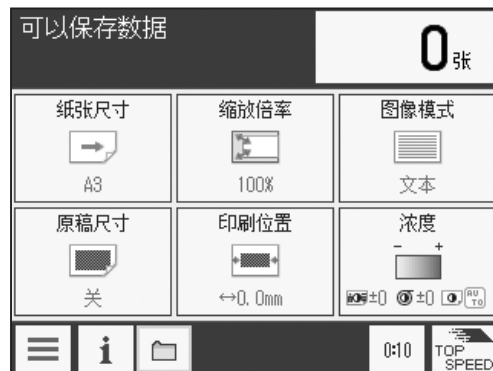 可以保存数据
0张
纸张尺寸
缩放倍率
图像模式
A3
100%
文本
原稿尺寸
印刷位置
浓度
- +
关
↔0. 0mm
±0 ±0 AUTO
i
0:10
TOP
SPEED